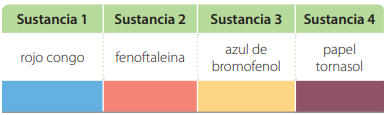 Sustancia 1 Sustancia 2 Sustancia 3 Sustancia 4
rojo congo fenoftaleina azul de bromofenol papel tornasol